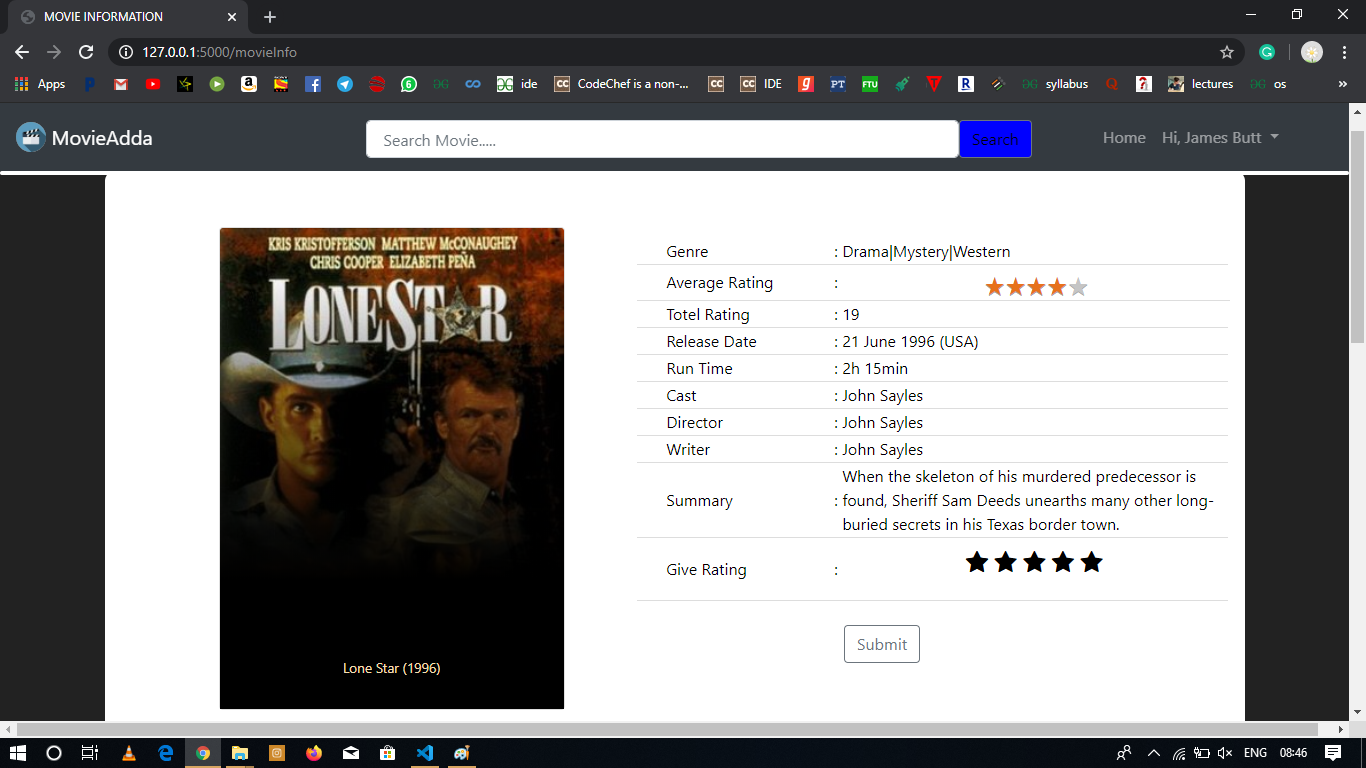 MOVIE INFORMATION
127.0.0.1:5000/movieInfo
Apps ide CC CodeChef is a non-... CC CC IDE g PT FTU T R syllabus Q ? lectures os »
MovieAdda Search Movie..... Search Home Hi, James Butt
KRIS KRISTOFFERSON MATTHEW McCONAUGHEY
CHRIS COOPER ELIZABETH PEÑA
LONE STAR
Lone Star (1996)
Genre : Drama|Mystery|Western
Average Rating :
Totel Rating : 19
Release Date : 21 June 1996 (USA)
Run Time : 2h 15min
Cast : John Sayles
Director : John Sayles
Writer : John Sayles
Summary : When the skeleton of his murdered predecessor is
found, Sheriff Sam Deeds unearths many other long-
buried secrets in his Texas border town.
Give Rating :
Submit
ENG 08:46